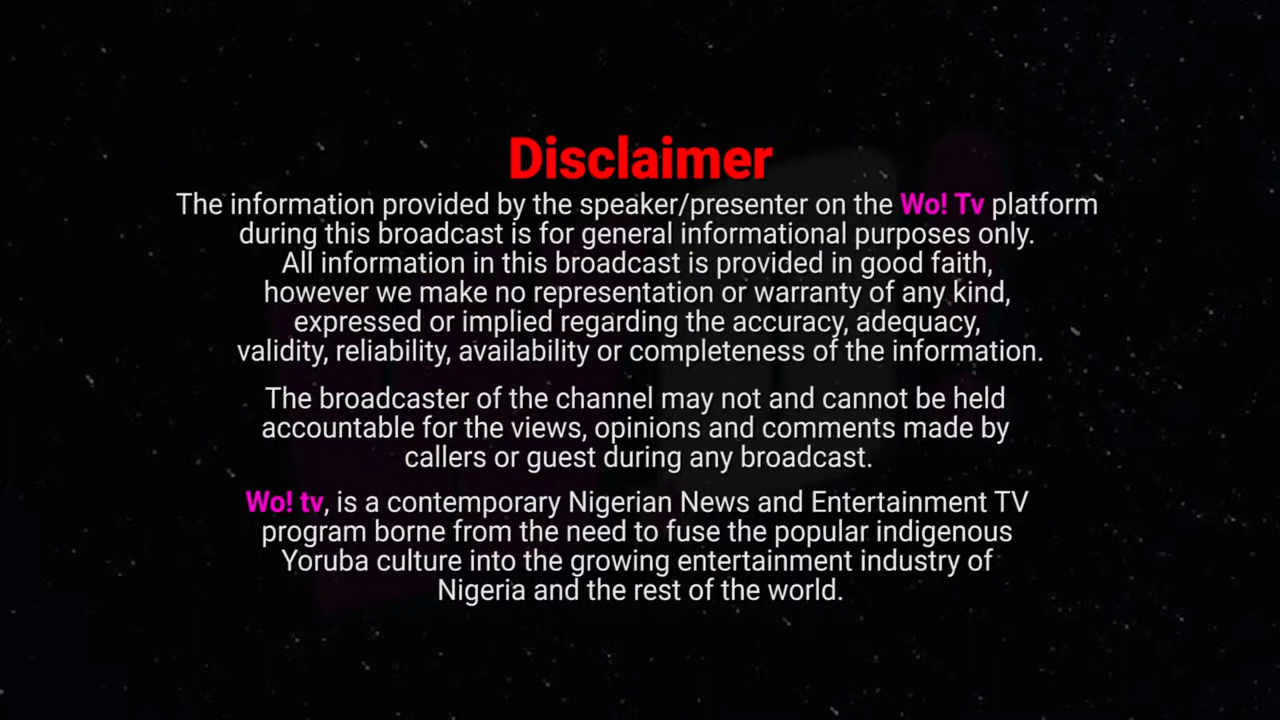 Disclaimer
The information provided by the speaker/presenter on the Wo! Tv platform
during this broadcast is for general informational purposes only.
All information in this broadcast is provided in good faith,
however we make no representation or warranty of any kind,
expressed or implied regarding the accuracy, adequacy,
validity, reliability, availability or completeness of the information.
The broadcaster of the channel may not and cannot be held
accountable for the views, opinions and comments made by
callers or guest during any broadcast.
Wo! tv, is a contemporary Nigerian News and Entertainment TV
program borne from the need to fuse the popular indigenous
Yoruba culture into the growing entertainment industry of
Nigeria and the rest of the world.